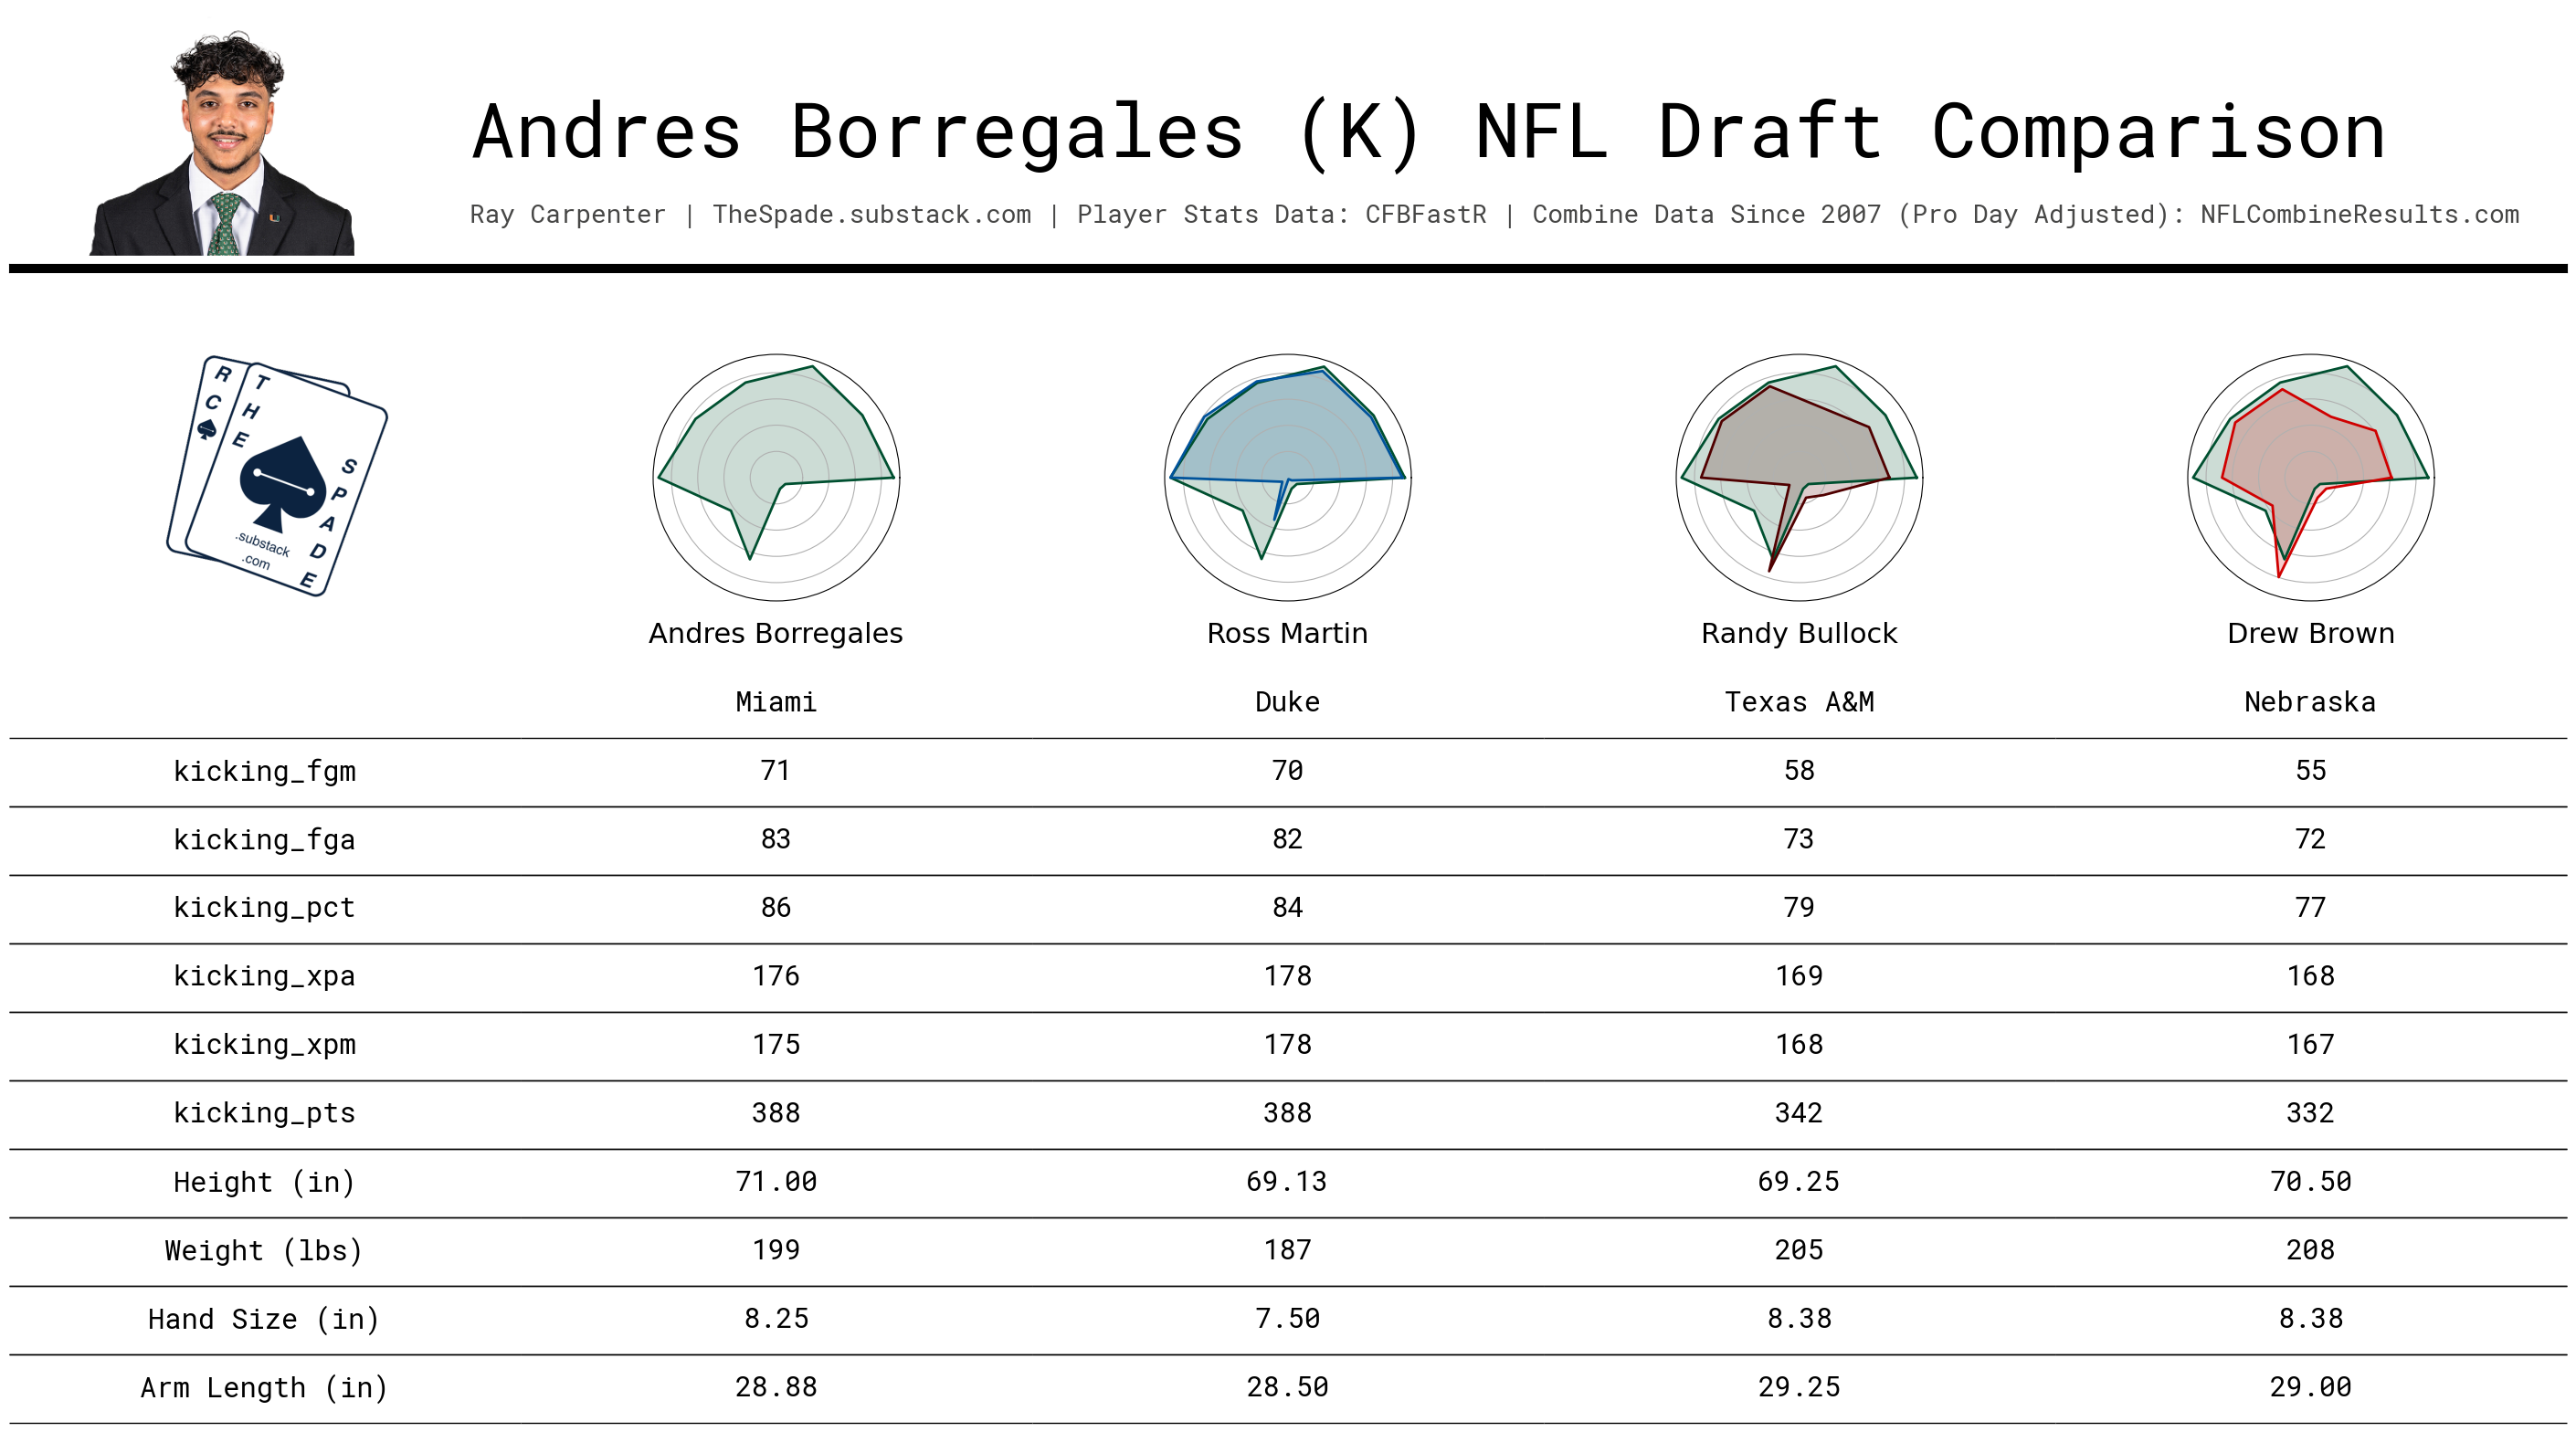 Andres Borregales (K) NFL Draft Comparison
Ray Carpenter | TheSpade.substack.com | Player Stats Data: CFBFastR | Combine Data Since 2007 (Pro Day Adjusted): NFLCombineResults.com
RC
THE
SPADE
.substack
.com
Andres Borregales Ross Martin Randy Bullock Drew Brown
Miami Duke Texas A&M Nebraska
kicking_fgm 71 70 58 55
kicking_fga 83 82 73 72
kicking_pct 86 84 79 77
kicking_xpa 176 178 169 168
kicking_xpm 175 178 168 167
kicking_pts 388 388 342 332
Height (in) 71.00 69.13 69.25 70.50
Weight (lbs) 199 187 205 208
Hand Size (in) 8.25 7.50 8.38 8.38
Arm Length (in) 28.88 28.50 29.25 29.00